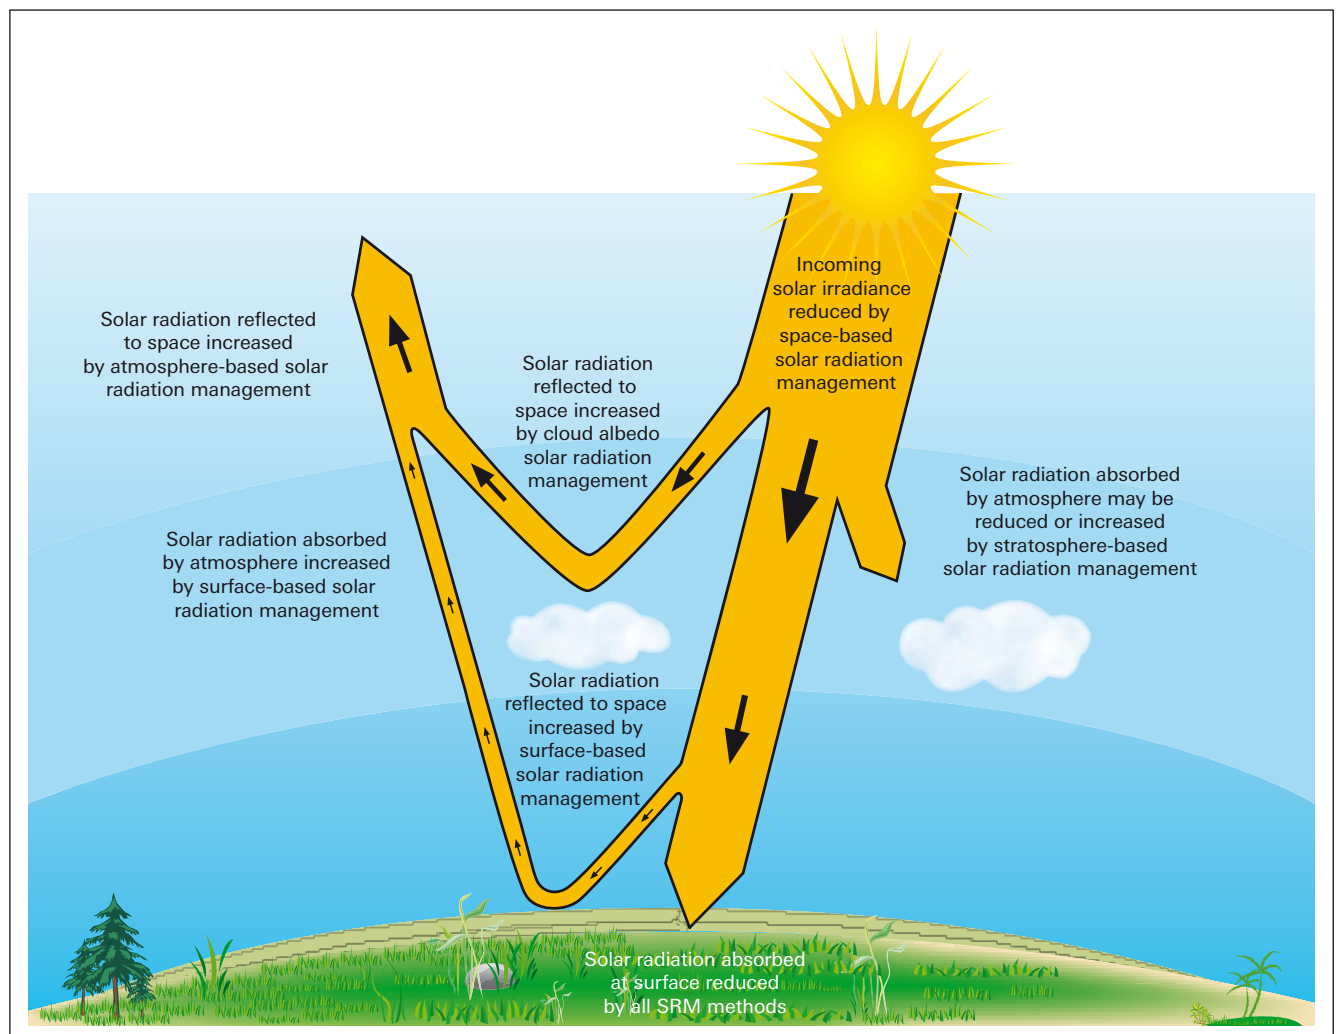 Incoming
solar irradiance
reduced by
space-based
solar radiation
management
Solar radiation reflected
to space increased
by atmosphere-based solar
radiation management
Solar radiation
reflected to
space increased
by cloud albedo
solar radiation
management
Solar radiation absorbed
by atmosphere may be
reduced or increased
by stratosphere-based
solar radiation management
Solar radiation absorbed
by atmosphere increased
by surface-based solar
radiation management
Solar radiation
reflected to space
increased by
surface-based
solar radiation
management
Solar radiation absorbed
at surface reduced
by all SRM methods